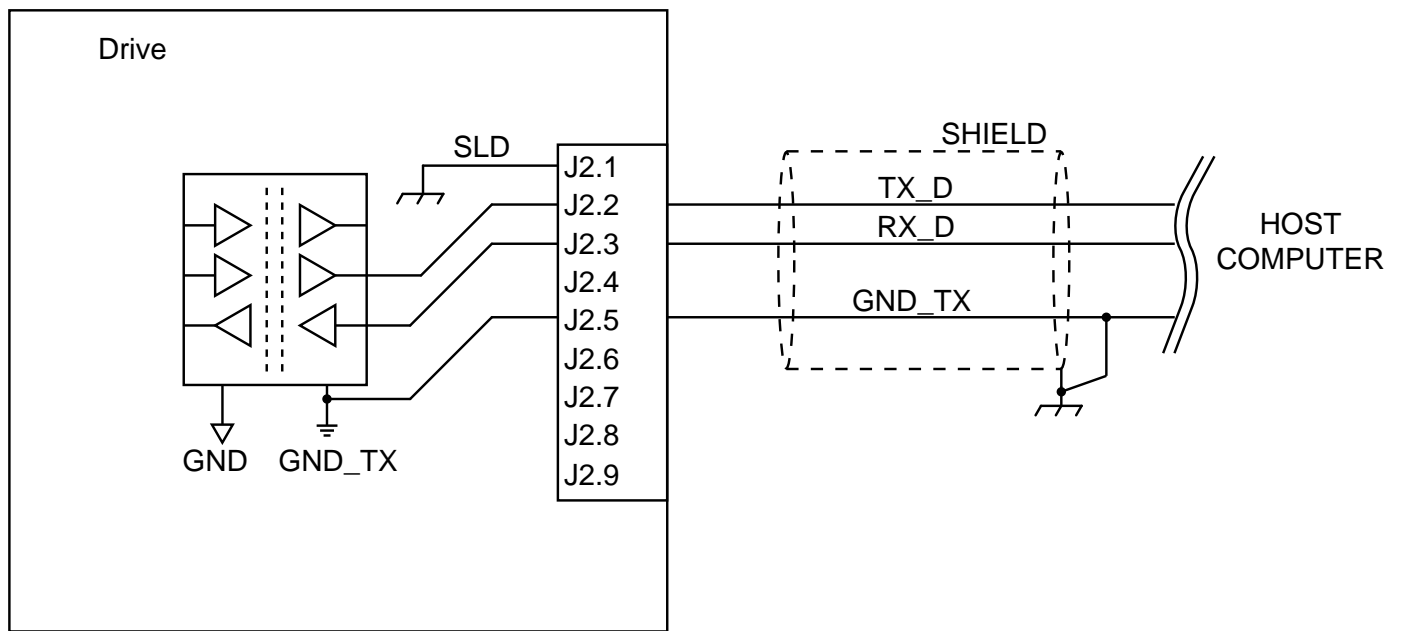 Drive
SLD
J2.1
J2.2
J2.3
J2.4
J2.5
J2.6
J2.7
J2.8
J2.9
GND
GND_TX
SHIELD
TX_D
RX_D
GND_TX
HOST
COMPUTER